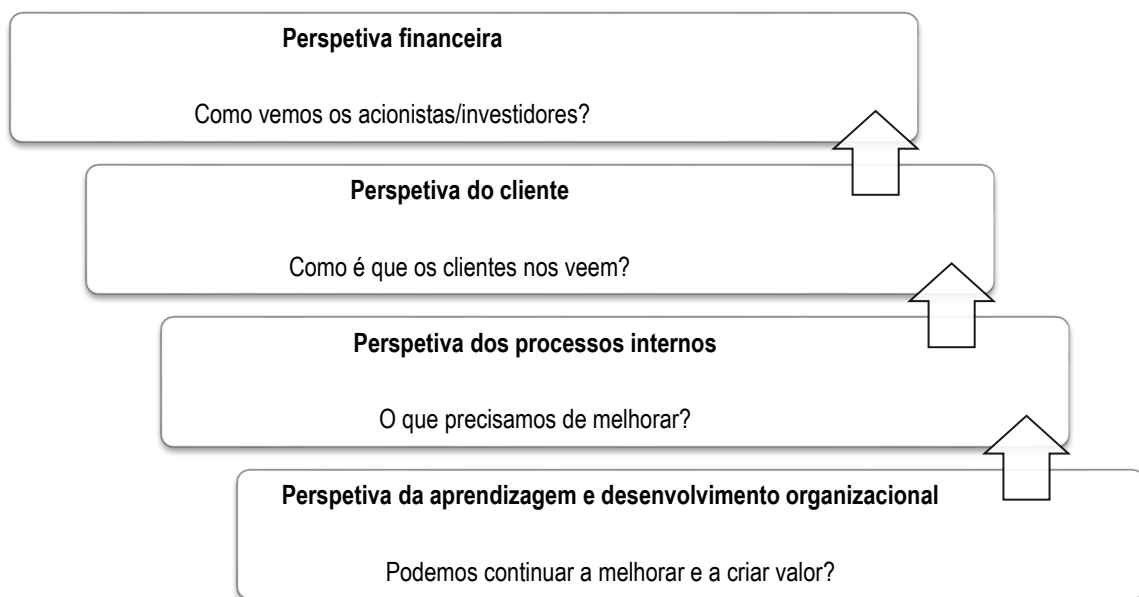 Perspetiva financeira
Como vemos os acionistas/investidores?
Perspetiva do cliente
Como é que os clientes nos veem?
Perspetiva dos processos internos
O que precisamos de melhorar?
Perspetiva da aprendizagem e desenvolvimento organizacional
Podemos continuar a melhorar e a criar valor?